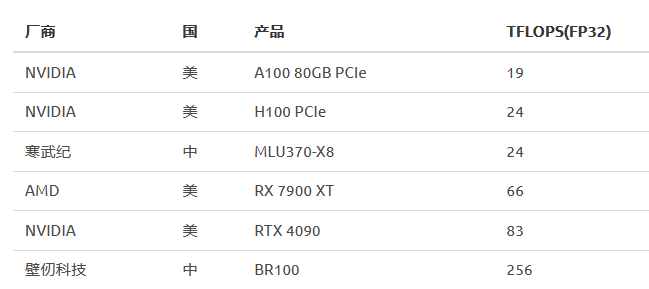 厂商 国 产品 TFLOPS(FP32)
NVIDIA 美 A100 80GB PCIe 19
NVIDIA 美 H100 PCIe 24
寒武纪 中 MLU370-X8 24
AMD 美 RX 7900 XT 66
NVIDIA 美 RTX 4090 83
壁仞科技 中 BR100 256